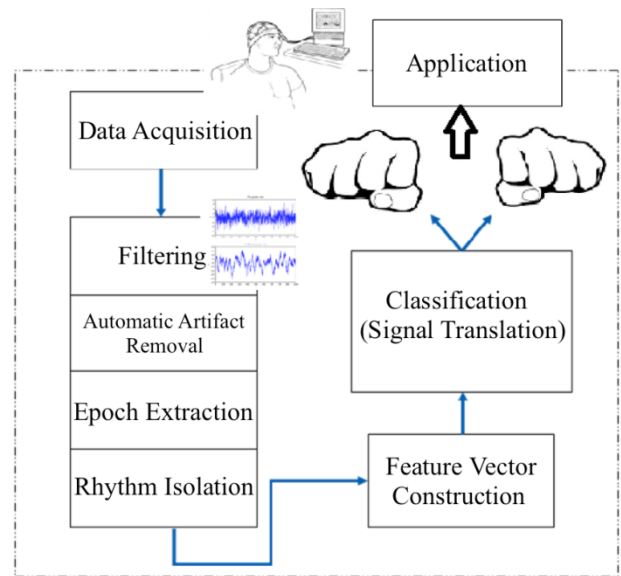 Application
Data Acquisition
Filtering
Automatic Artifact
Removal
Epoch Extraction
Rhythm Isolation
Classification
(Signal Translation)
Feature Vector
Construction